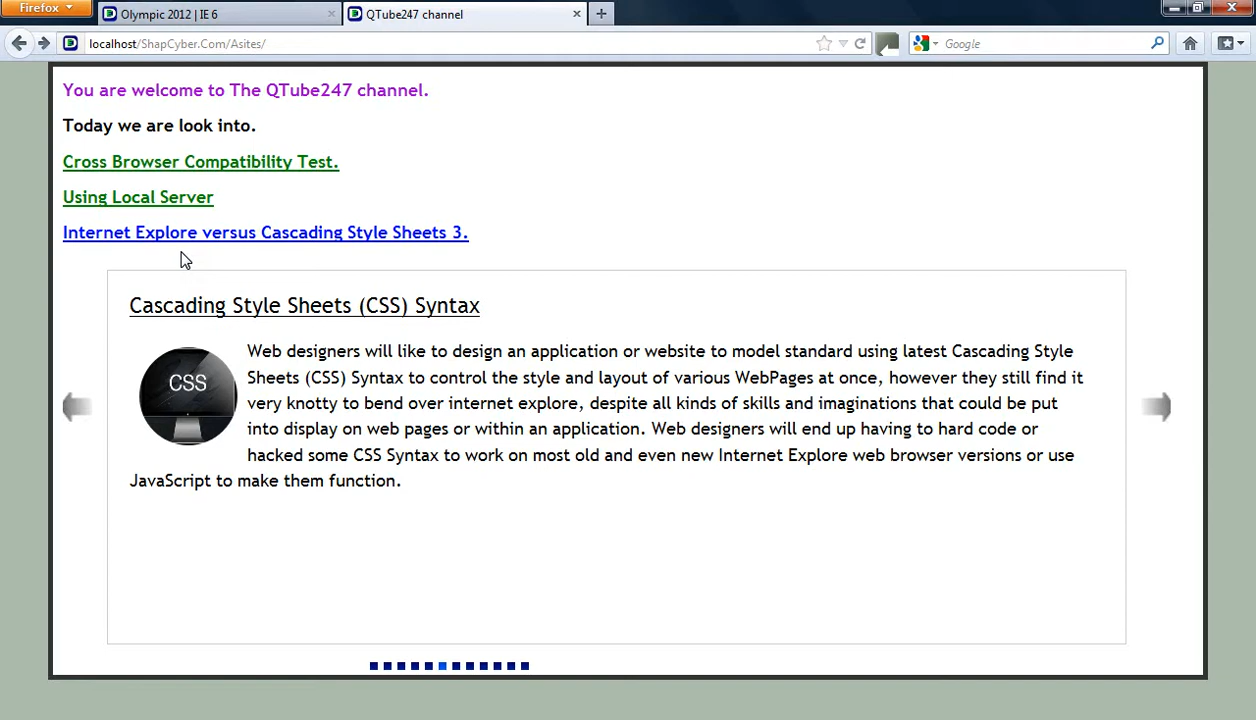 Firefox
Olympic 2012 | IE 6
QTube247 channel
localhost/ShapCyber.Com/Asites/
Google
You are welcome to The QTube247 channel.
Today we are look into.
Cross Browser Compatibility Test.
Using Local Server
Internet Explore versus Cascading Style Sheets 3.
Cascading Style Sheets (CSS) Syntax
CSS
Web designers will like to design an application or website to model standard using latest Cascading Style
Sheets (CSS) Syntax to control the style and layout of various WebPages at once, however they still find it
very knotty to bend over internet explore, despite all kinds of skills and imaginations that could be put
into display on web pages or within an application. Web designers will end up having to hard code or
hacked some CSS Syntax to work on most old and even new Internet Explore web browser versions or use
JavaScript to make them function.